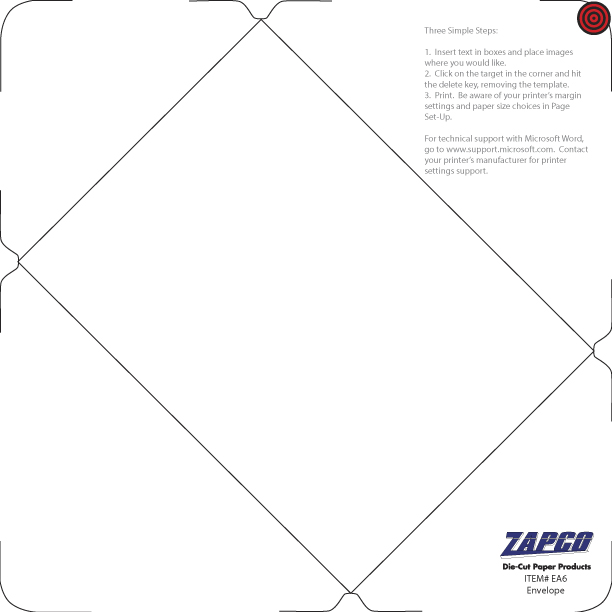 Three Simple Steps:
1. Insert text in boxes and place images
where you would like.
2. Click on the target in the corner and hit
the delete key, removing the template.
3. Print. Be aware of your printer's margin
settings and paper size choices in Page
Set-Up.
For technical support with Microsoft Word,
go to www.support.microsoft.com. Contact
your printer's manufacturer for printer
settings support.
ZAPCO
Die-Cut Paper Products
ITEM# EA6
Envelope